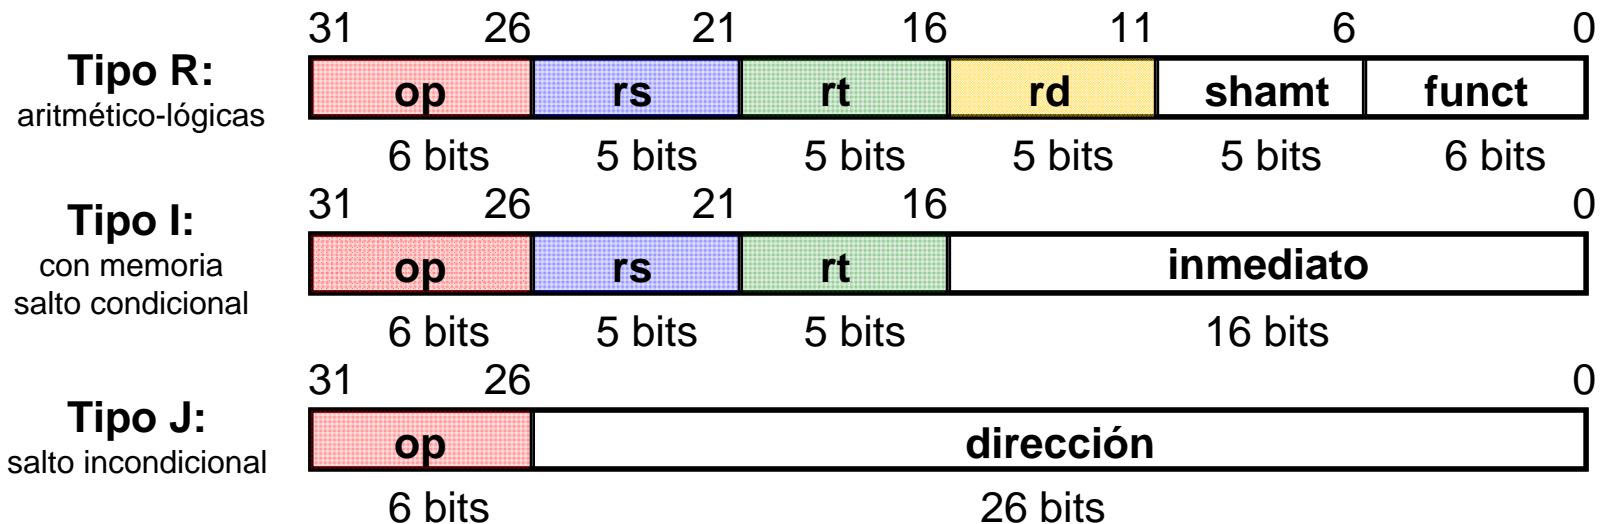 31 26 21 16 11 6 0
Tipo R:
aritmético-lógicas
op rs rt rd shamt funct
6 bits 5 bits 5 bits 5 bits 5 bits 6 bits
31 26 21 16 0
Tipo I:
con memoria
salto condicional
op rs rt inmediato
6 bits 5 bits 5 bits 16 bits
31 26 0
Tipo J:
salto incondicional
op dirección
6 bits 26 bits